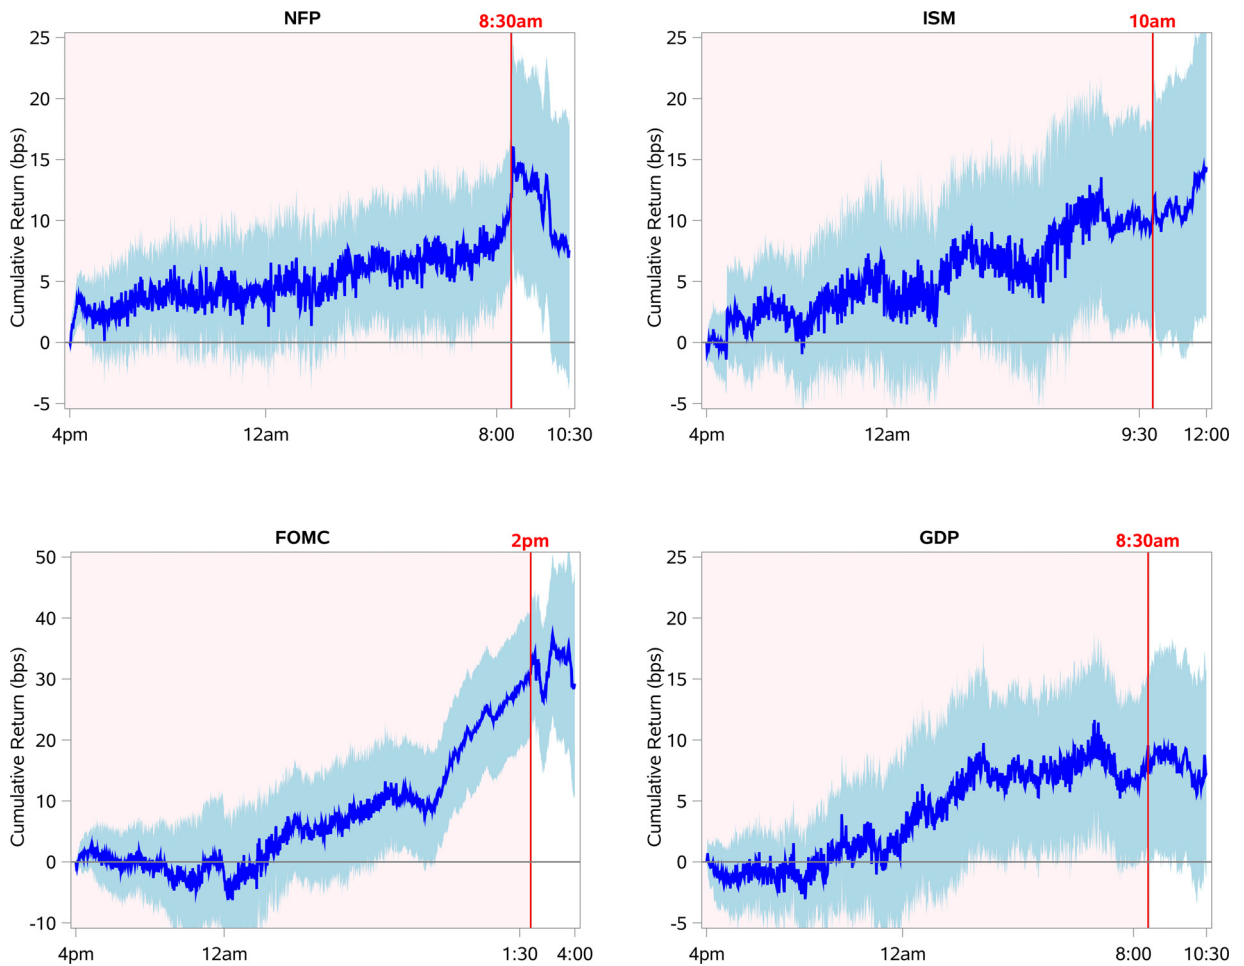 NFP
8:30am
Cumulative Return (bps)
25
20
15
10
5
0
-5
4pm 12am 8:00 10:30
ISM
10am
Cumulative Return (bps)
25
20
15
10
5
0
-5
4pm 12am 9:30 12:00
FOMC
2pm
Cumulative Return (bps)
50
40
30
20
10
0
-10
4pm 12am 1:30 4:00
GDP
8:30am
Cumulative Return (bps)
25
20
15
10
5
0
-5
4pm 12am 8:00 10:30